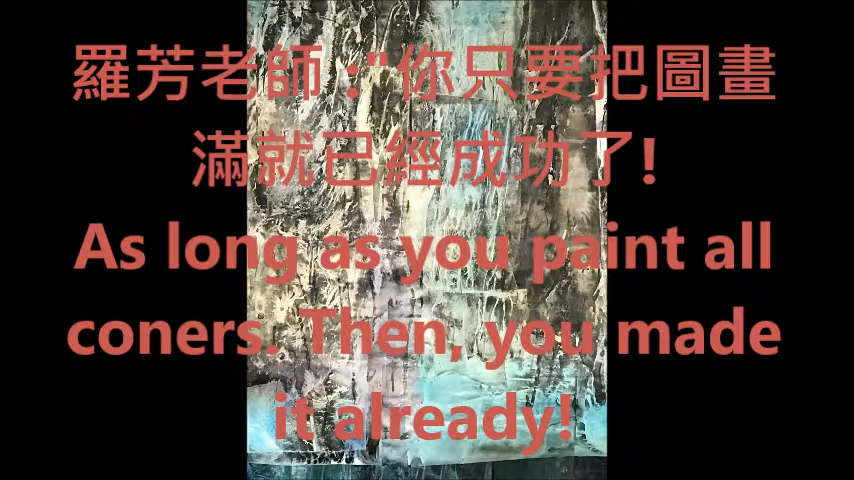 羅芳老師 :"你只要把圖畫
滿就已經成功了!
As long as you paint all
coners. Then, you made
it already!